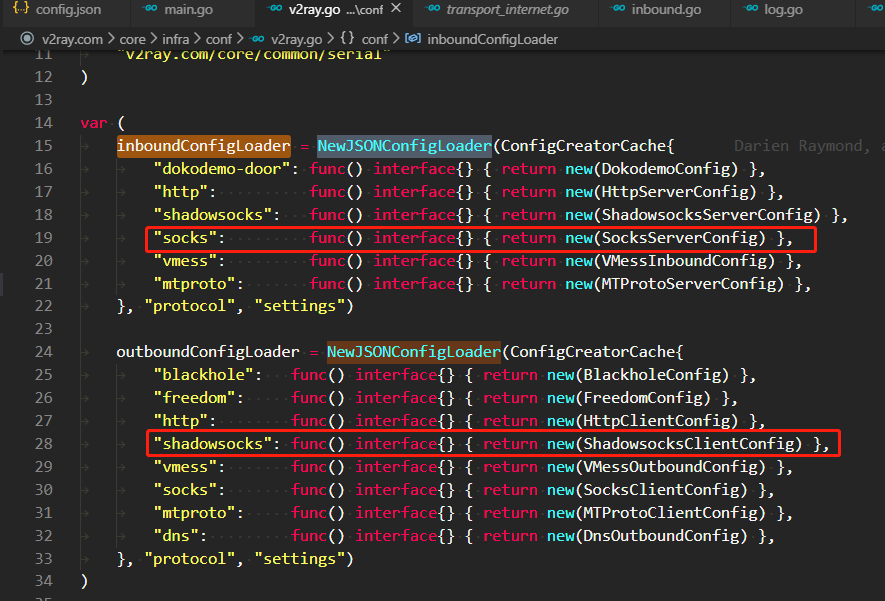 config.json main.go v2ray.go ...\conf transport_internet.go inbound.go log.go
v2ray.com > core > infra > conf > v2ray.go > {} conf > inboundConfigLoader
11 "v2ray.com/core/common/serial"
12 )
13
14 var (
15 inboundConfigLoader = NewJSONConfigLoader(ConfigCreatorCache{ Darien Raymond,
16 "dokodemo-door": func() interface{} { return new(DokodemoConfig) },
17 "http": func() interface{} { return new(HttpServerConfig) },
18 "shadowsocks": func() interface{} { return new(ShadowsocksServerConfig) },
19 "socks": func() interface{} { return new(SocksServerConfig) },
20 "vmess": func() interface{} { return new(VMessInboundConfig) },
21 "mtproto": func() interface{} { return new(MTProtoServerConfig) },
22 }, "protocol", "settings")
23
24 outboundConfigLoader = NewJSONConfigLoader(ConfigCreatorCache{
25 "blackhole": func() interface{} { return new(BlackholeConfig) },
26 "freedom": func() interface{} { return new(FreedomConfig) },
27 "http": func() interface{} { return new(HttpClientConfig) },
28 "shadowsocks": func() interface{} { return new(ShadowsocksClientConfig) },
29 "vmess": func() interface{} { return new(VMessOutboundConfig) },
30 "socks": func() interface{} { return new(SocksClientConfig) },
31 "mtproto": func() interface{} { return new(MTProtoClientConfig) },
32 "dns": func() interface{} { return new(DnsOutboundConfig) },
33 }, "protocol", "settings")
34 )